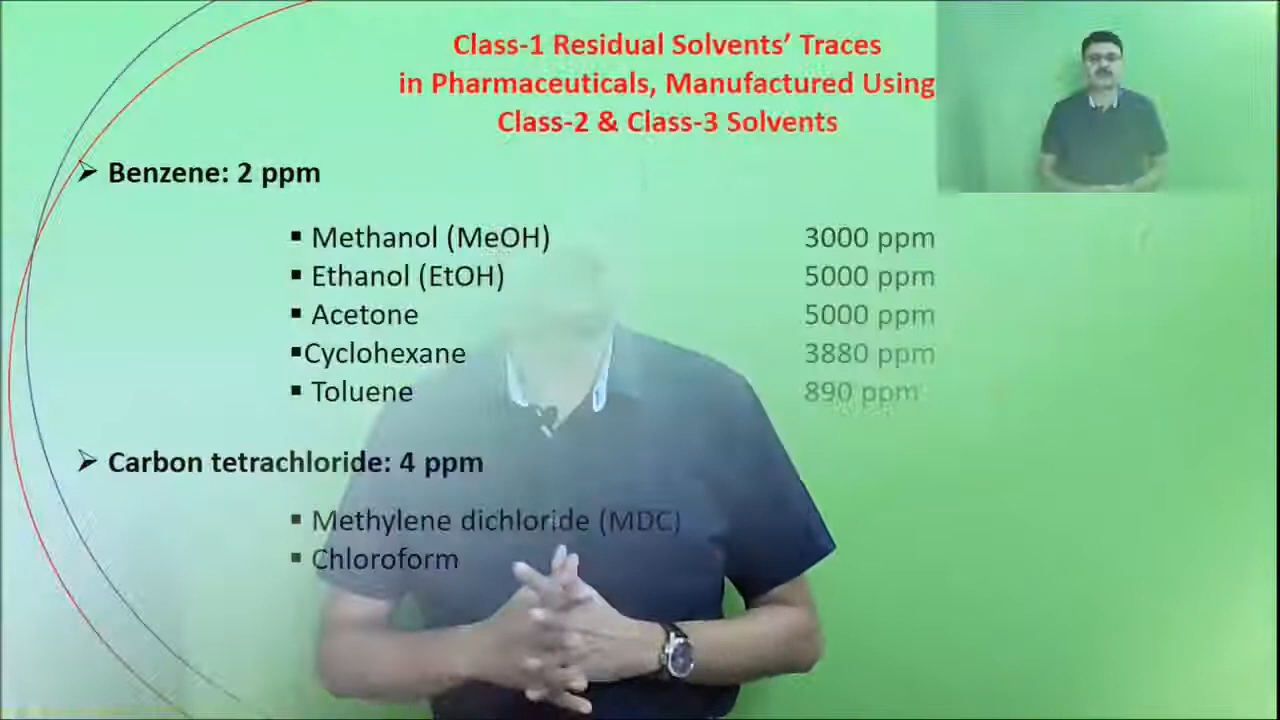 Class-1 Residual Solvents’ Traces
in Pharmaceuticals, Manufactured Using
Class-2 & Class-3 Solvents
➢ Benzene: 2 ppm
▪ Methanol (MeOH) 3000 ppm
▪ Ethanol (EtOH) 5000 ppm
▪ Acetone 5000 ppm
▪Cyclohexane 3880 ppm
▪ Toluene 890 ppm
➢ Carbon tetrachloride: 4 ppm
▪ Methylene dichloride (MDC)
▪ Chloroform